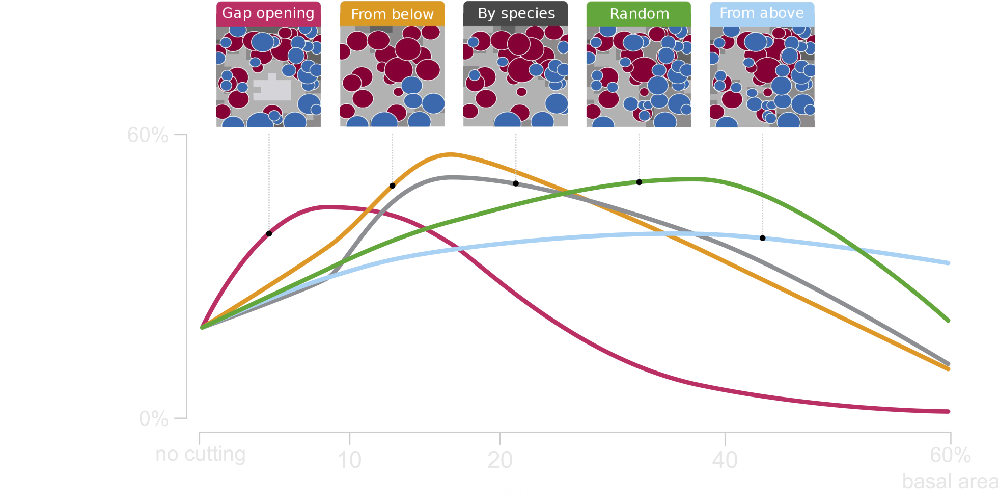 Gap opening
From below
By species
Random
From above
60%
0%
no cutting
10
20
40
60%
basal area